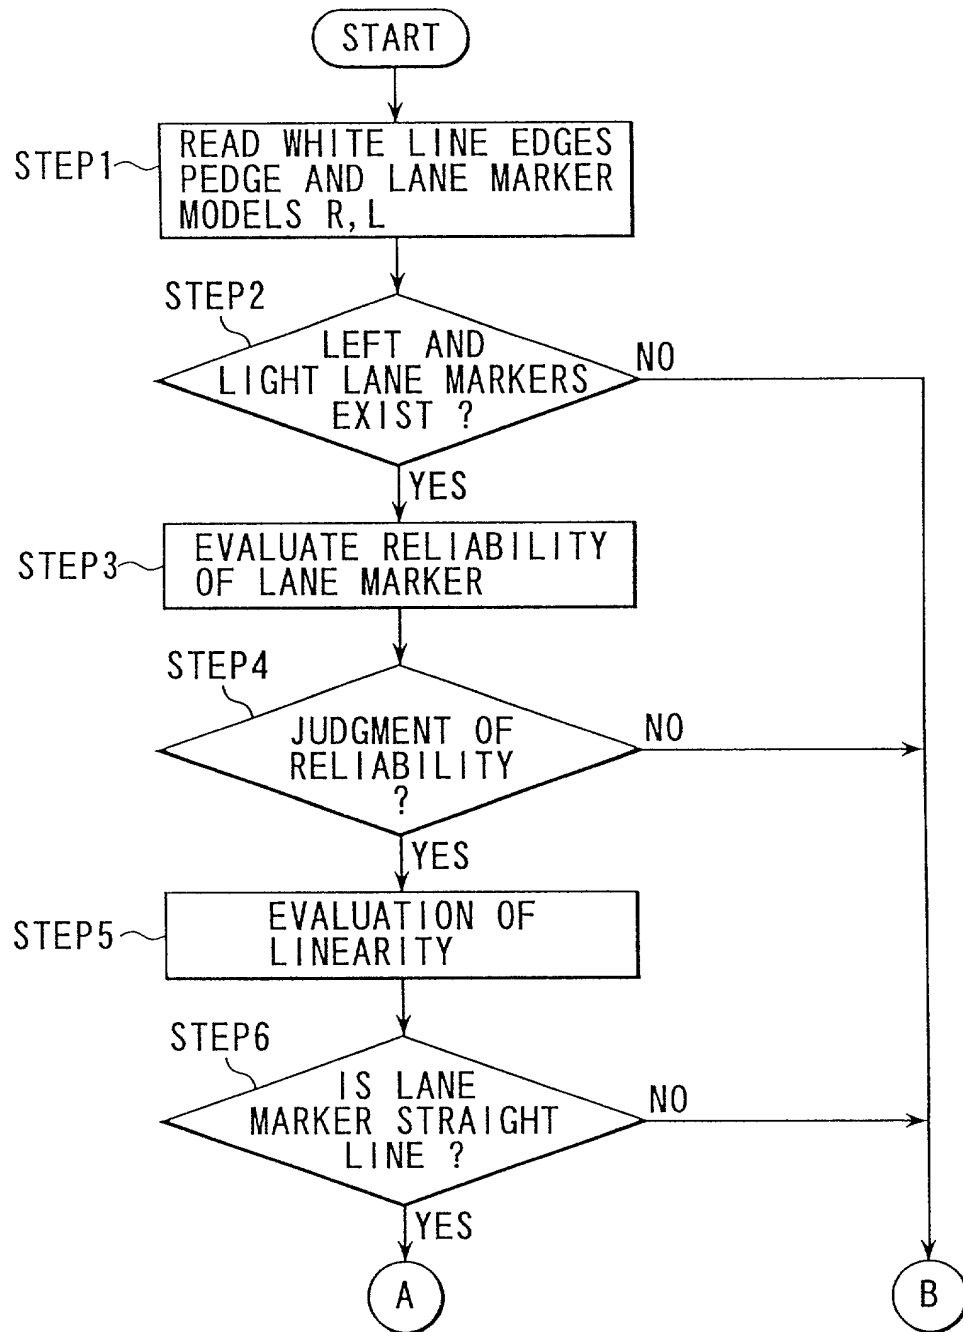 START
STEP1
READ WHITE LINE EDGES
PEDGE AND LANE MARKER
MODELS R, L
STEP2
LEFT AND
LIGHT LANE MARKERS
EXIST ?
NO
YES
STEP3
EVALUATE RELIABILITY
OF LANE MARKER
STEP4
JUDGMENT OF
RELIABILITY
?
NO
YES
STEP5
EVALUATION OF
LINEARITY
STEP6
IS LANE
MARKER STRAIGHT
LINE ?
NO
YES
A
B